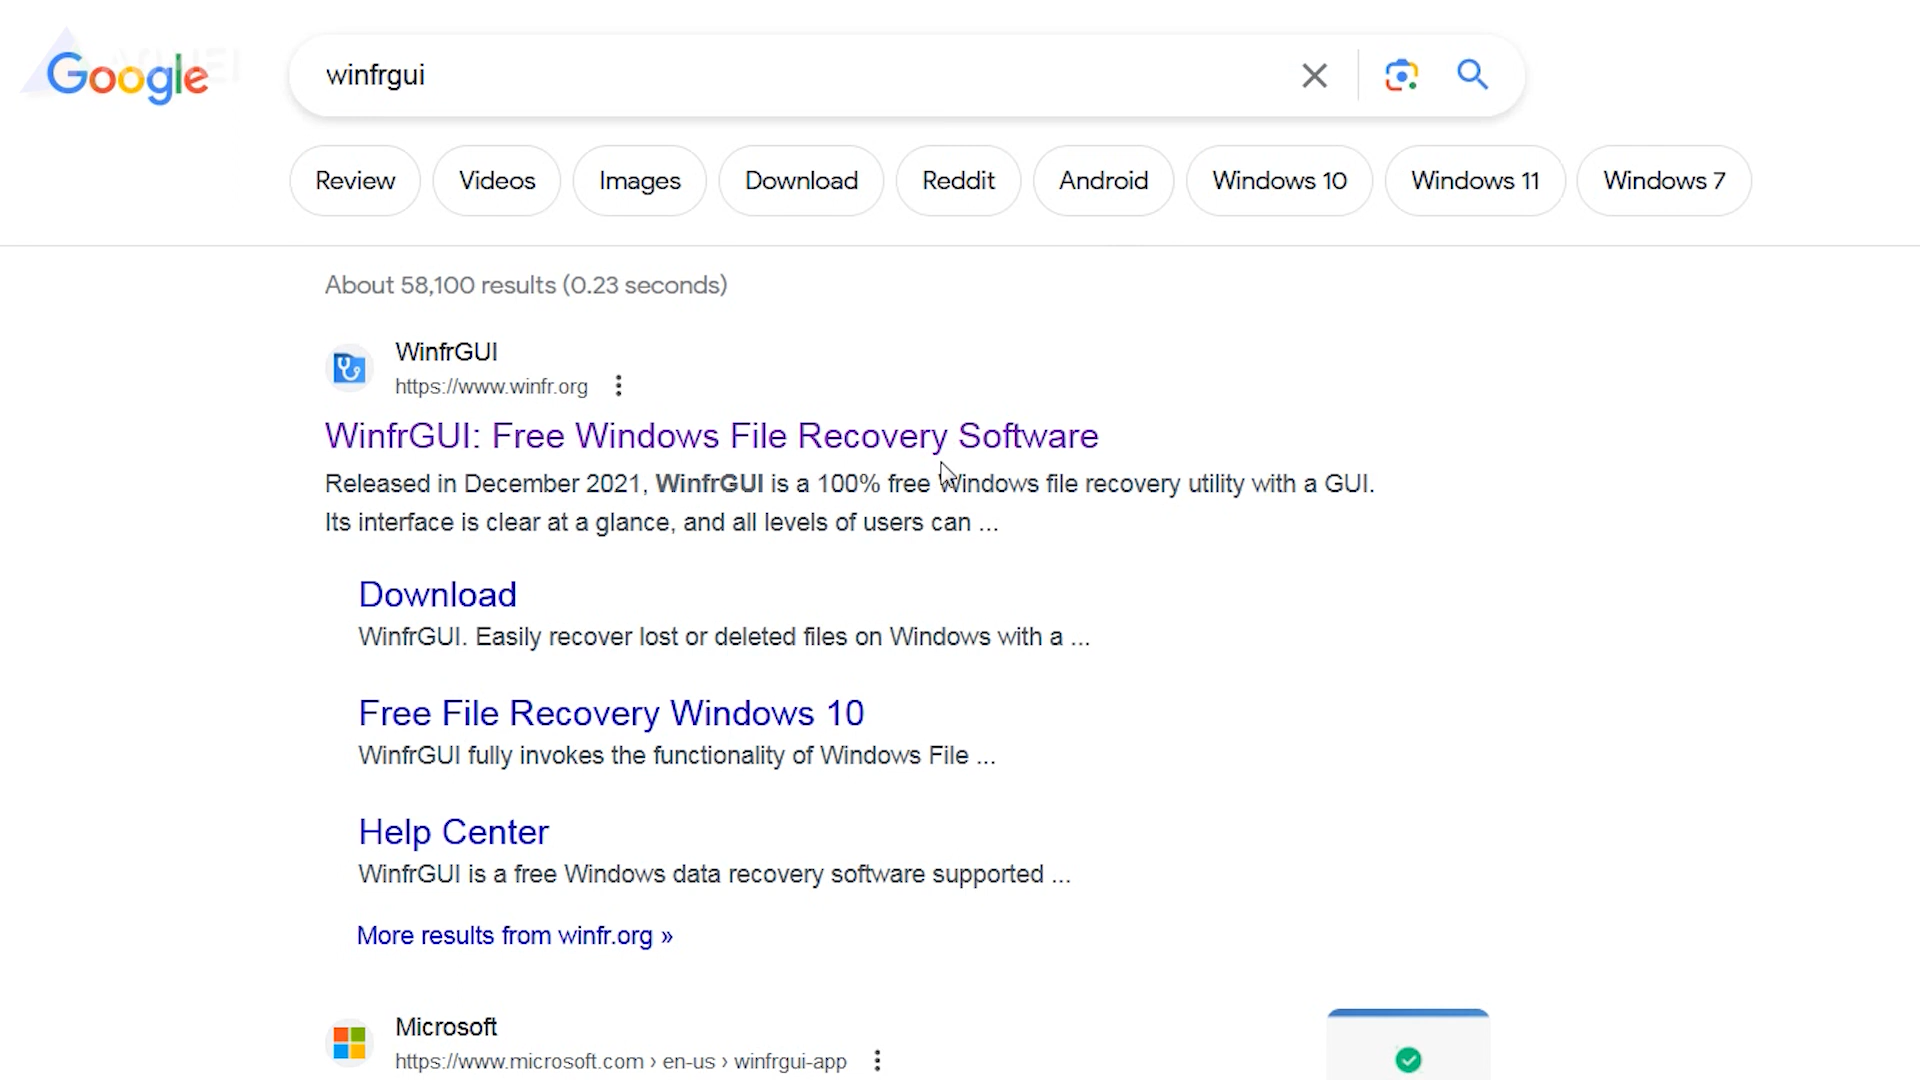 Google
winfrgui
Review Videos Images Download Reddit Android Windows 10 Windows 11 Windows 7
About 58,100 results (0.23 seconds)
WinfrGUI
https://www.winfr.org
WinfrGUI: Free Windows File Recovery Software
Released in December 2021, WinfrGUI is a 100% free Windows file recovery utility with a GUI.
Its interface is clear at a glance, and all levels of users can ...
Download
WinfrGUI. Easily recover lost or deleted files on Windows with a ...
Free File Recovery Windows 10
WinfrGUI fully invokes the functionality of Windows File ...
Help Center
WinfrGUI is a free Windows data recovery software supported ...
More results from winfr.org »
Microsoft
https://www.microsoft.com › en-us › winfrgui-app